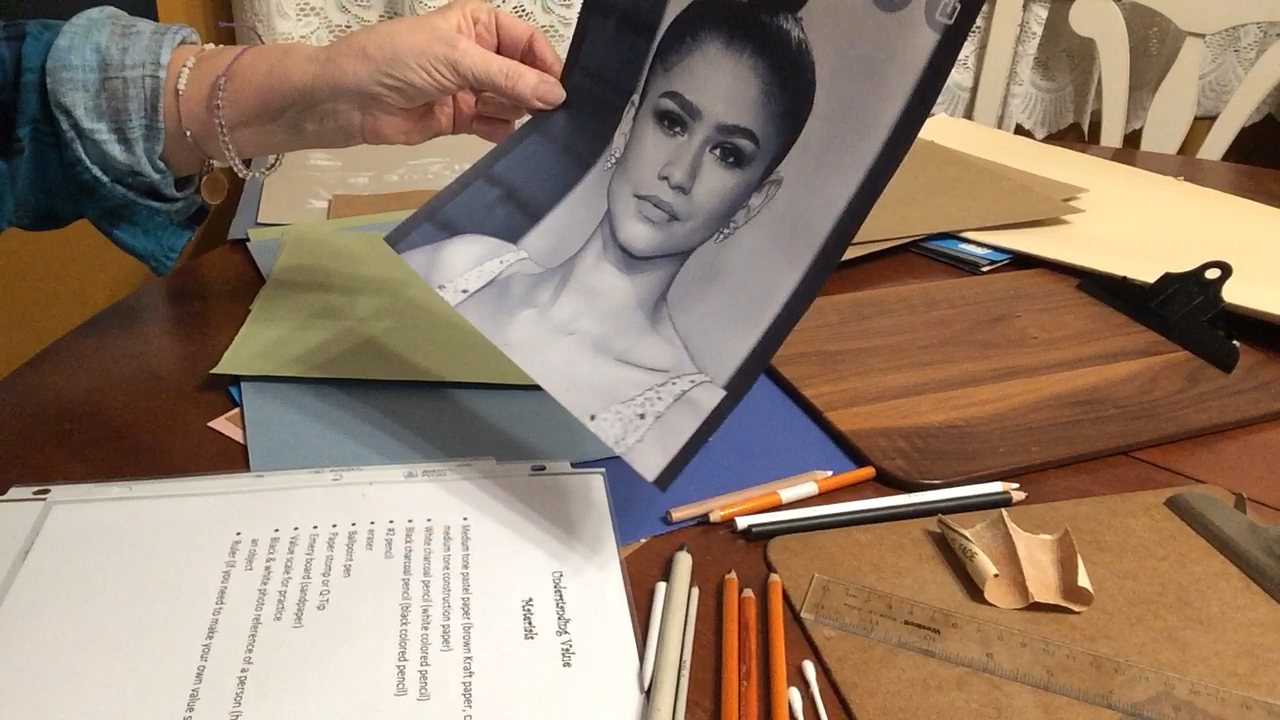 Understanding Value
Materials
• Medium tone pastel paper (brown Kraft paper,
medium tone construction paper)
• White charcoal pencil (white colored pencil)
• Black charcoal pencil (black colored pencil)
• #2 pencil
• eraser
• Ballpoint pen
• Paper stomp or Q-Tip
• Emery board (sandpaper)
• Value scale for practice
• Black & white photo reference of a person (
an object
• Ruler (if you need to make your own value